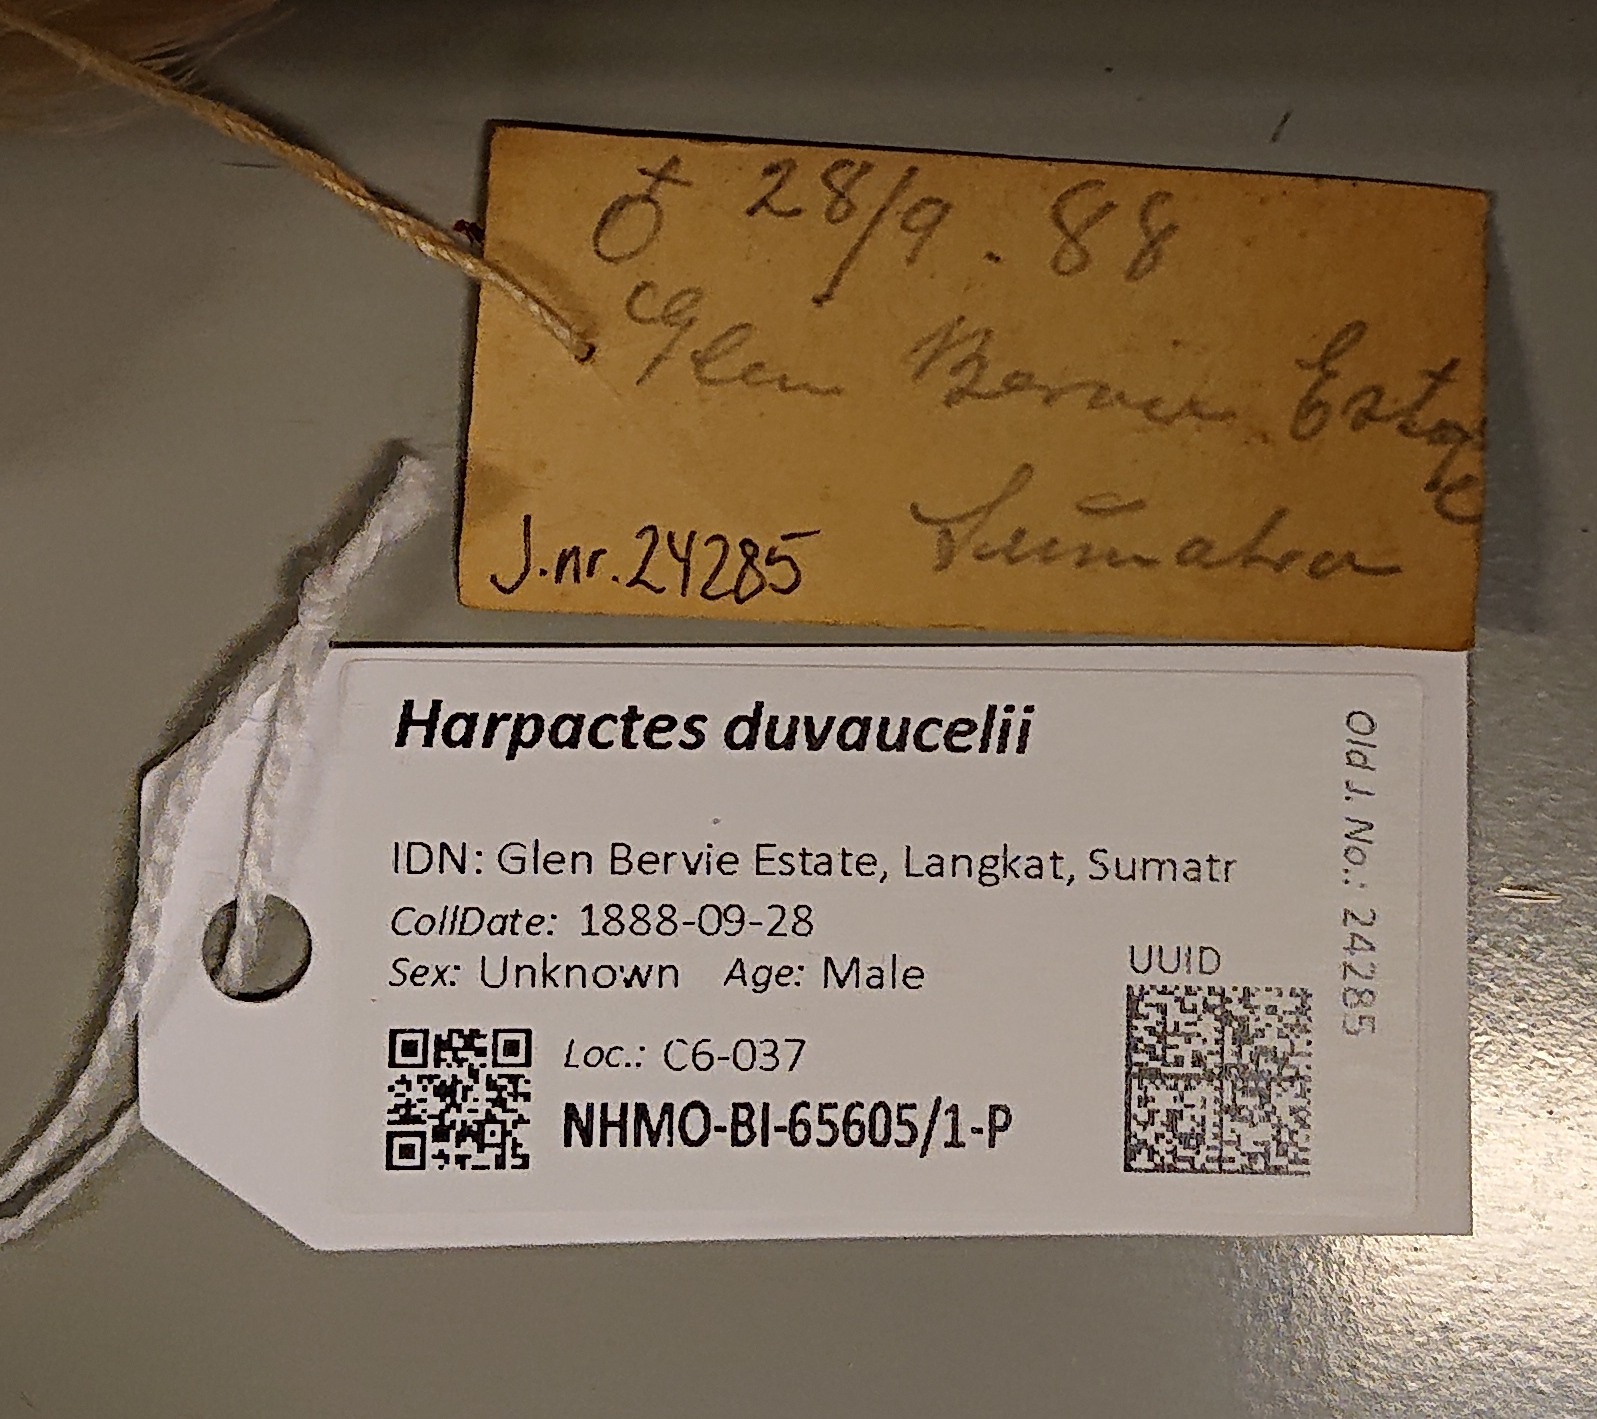 ♂ 28/9. 88
Glen Bervie Estate
Sumatra
J.nr. 24285
Harpactes duvaucelii
IDN: Glen Bervie Estate, Langkat, Sumatr
CollDate: 1888-09-28
Sex: Unknown Age: Male
Loc.: C6-037
NHMO-BI-65605/1-P
UUID
Old J. No.: 24285